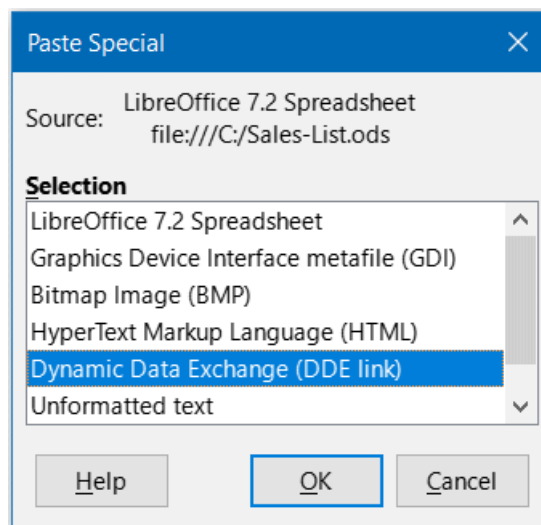 Paste Special
Source:
LibreOffice 7.2 Spreadsheet
file:///C:/Sales-List.ods
Selection
LibreOffice 7.2 Spreadsheet
Graphics Device Interface metafile (GDI)
Bitmap Image (BMP)
HyperText Markup Language (HTML)
Dynamic Data Exchange (DDE link)
Unformatted text
Help OK Cancel